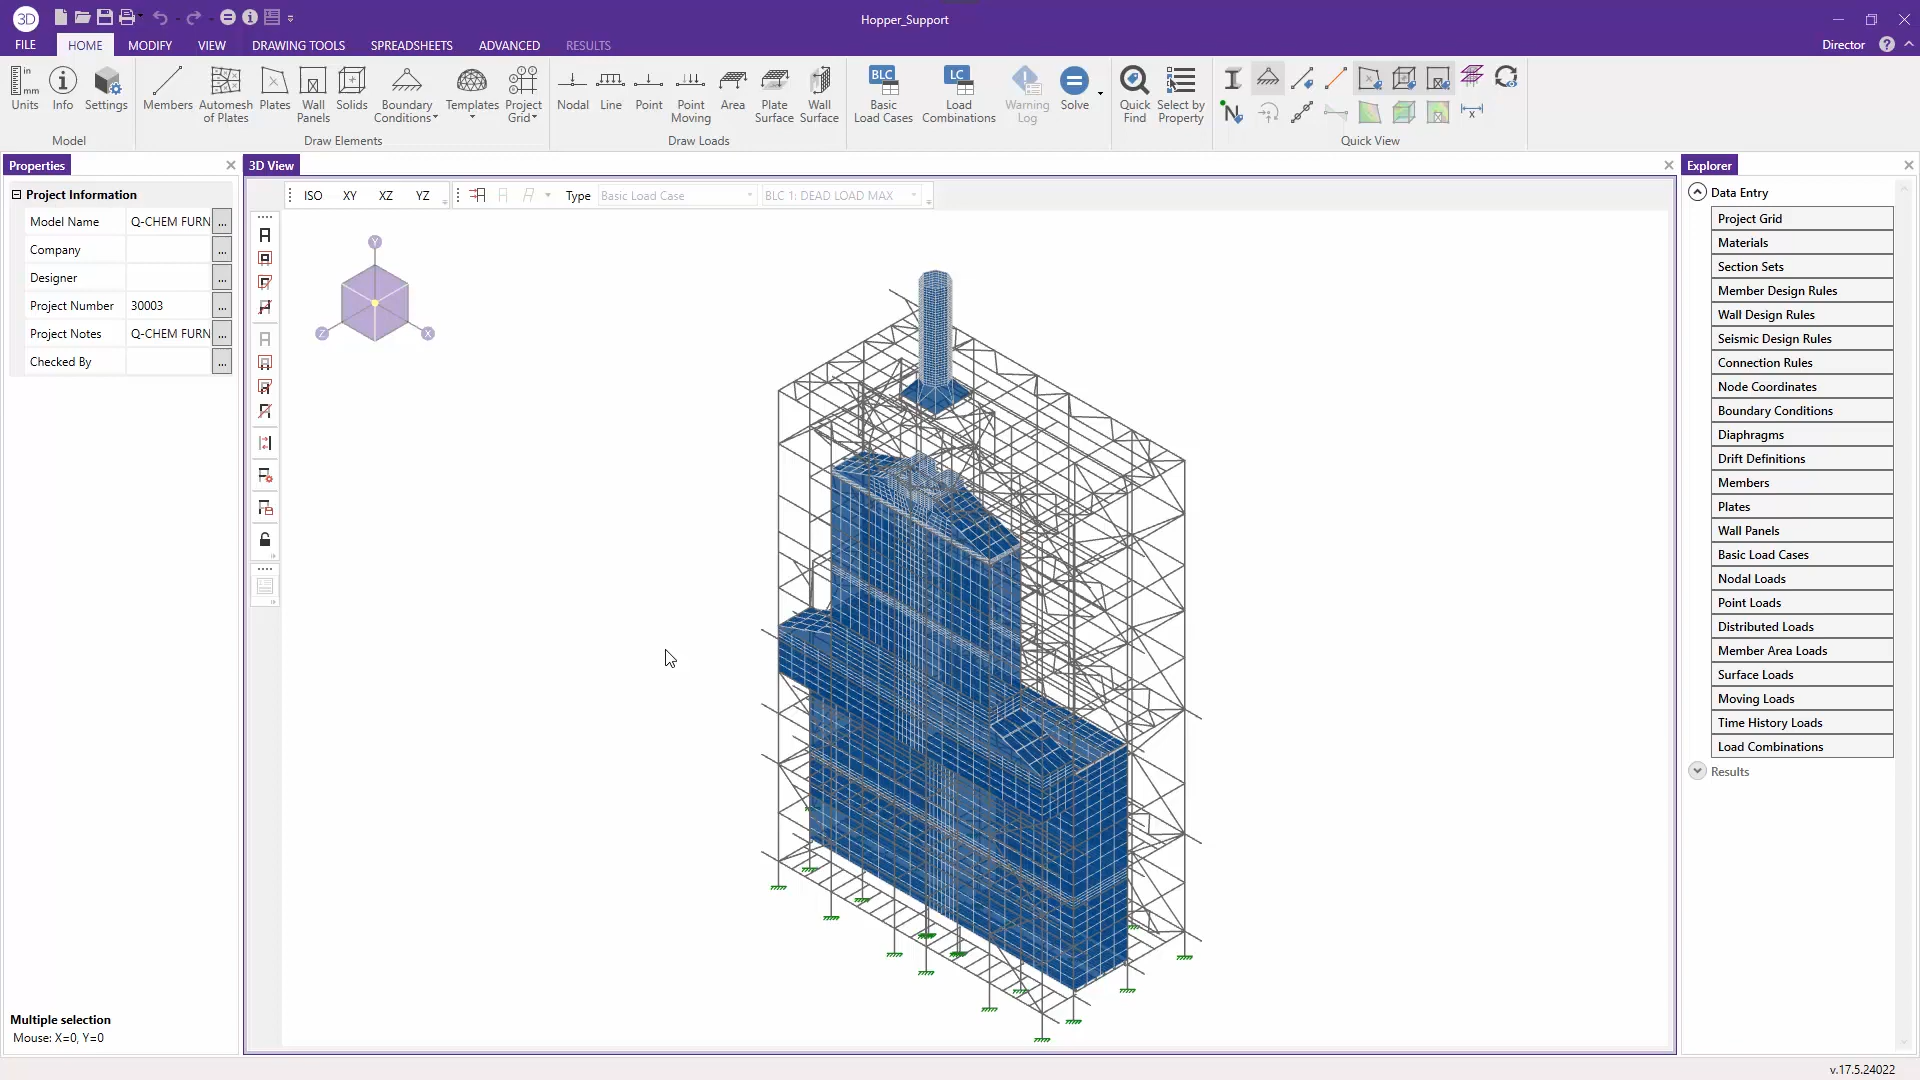 3D
Hopper_Support
FILE
HOME
MODIFY
VIEW
DRAWING TOOLS
SPREADSHEETS
ADVANCED
RESULTS
Director
?
in
mm
Units
Info
Settings
Model
Members
Automesh
of Plates
Plates
Wall
Panels
Solids
Boundary
Conditions
Templates
Project
Grid
Draw Elements
Nodal
Line
Point
Point
Moving
Area
Plate
Surface
Wall
Surface
Draw Loads
BLC
Basic
Load Cases
LC
Load
Combinations
Warning
Log
Solve
Quick
Find
Select by
Property
N
Quick View
Properties
Project Information
Model Name Q-CHEM FURN ...
Company ...
Designer ...
Project Number 30003 ...
Project Notes Q-CHEM FURN ...
Checked By ...
Multiple selection
Mouse: X=0, Y=0
3D View
ISO XY XZ YZ Type Basic Load Case BLC 1: DEAD LOAD MAX
Y
Z
X
Explorer
Data Entry
Project Grid
Materials
Section Sets
Member Design Rules
Wall Design Rules
Seismic Design Rules
Connection Rules
Node Coordinates
Boundary Conditions
Diaphragms
Drift Definitions
Members
Plates
Wall Panels
Basic Load Cases
Nodal Loads
Point Loads
Distributed Loads
Member Area Loads
Surface Loads
Moving Loads
Time History Loads
Load Combinations
Results
v.17.5.24022